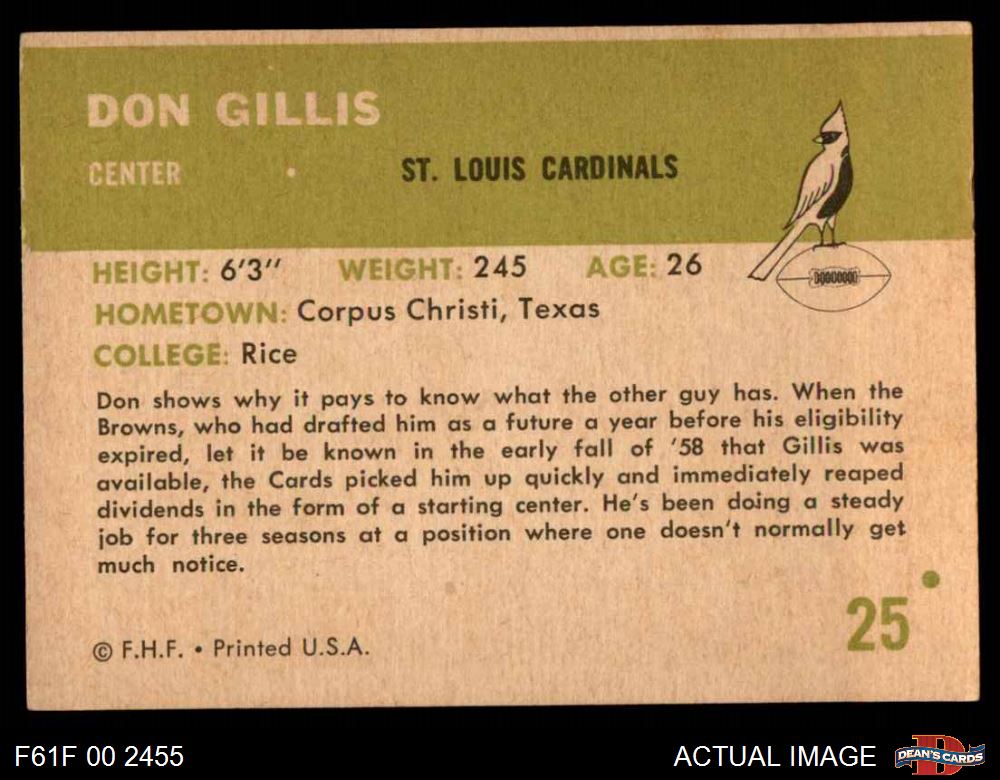 DON GILLIS
CENTER • ST. LOUIS CARDINALS
HEIGHT: 6'3" WEIGHT: 245 AGE: 26
HOMETOWN: Corpus Christi, Texas
COLLEGE: Rice
Don shows why it pays to know what the other guy has. When the
Browns, who had drafted him as a future a year before his eligibility
expired, let it be known in the early fall of '58 that Gillis was
available, the Cards picked him up quickly and immediately reaped
dividends in the form of a starting center. He's been doing a steady
job for three seasons at a position where one doesn't normally get
much notice.
25
© F.H.F. • Printed U.S.A.
F61F 00 2455
ACTUAL IMAGE
DEAN'S CARDS